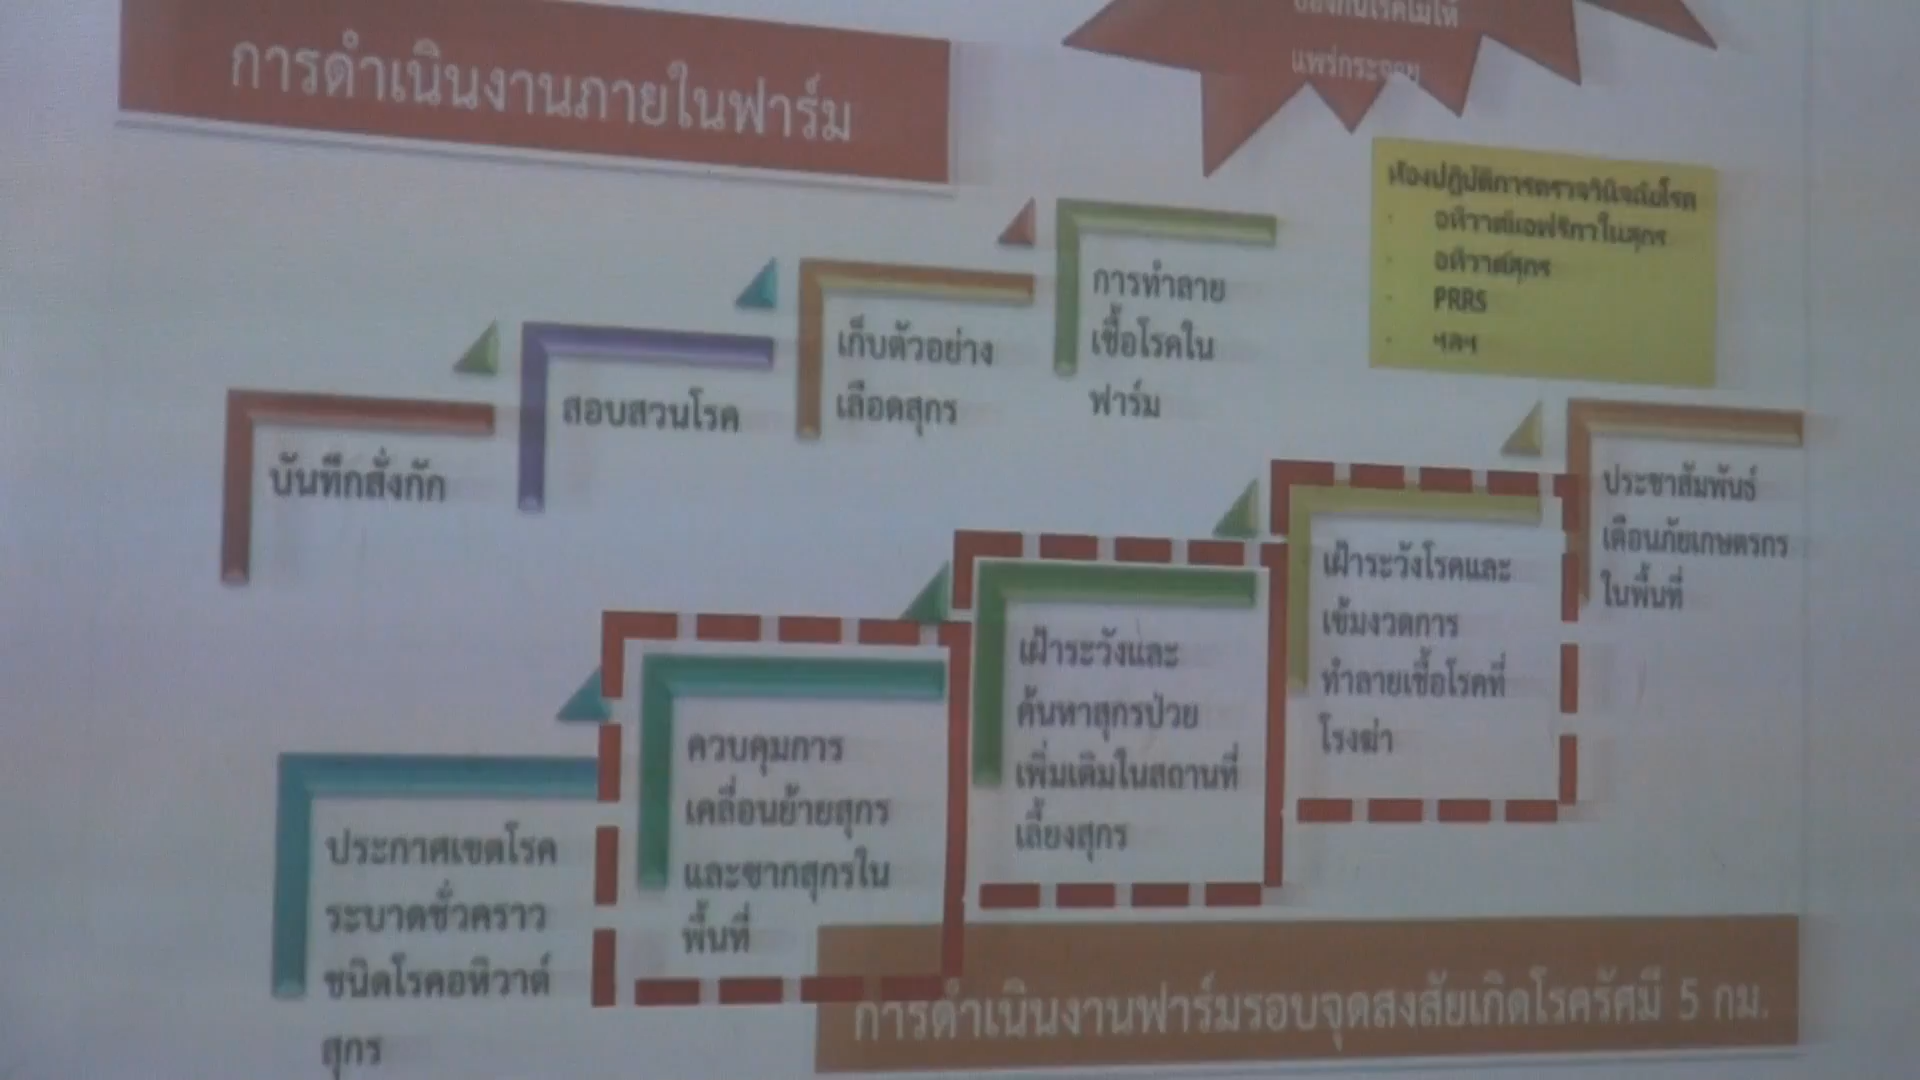 ป้องกันโรคไม่ให้
แพร่กระจาย
การดำเนินงานภายในฟาร์ม
ห้องปฏิบัติการตรวจวินิจฉัยโรค
· อหิวาต์แอฟริกาในสุกร
· อหิวาต์สุกร
· PRRS
· ฯลฯ
บันทึกสั่งกัก
สอบสวนโรค
เก็บตัวอย่าง
เลือดสุกร
การทำลาย
เชื้อโรคใน
ฟาร์ม
ประกาศเขตโรค
ระบาดชั่วคราว
ชนิดโรคอหิวาต์
สุกร
ควบคุมการ
เคลื่อนย้ายสุกร
และซากสุกรใน
พื้นที่
เฝ้าระวังและ
ค้นหาสุกรป่วย
เพิ่มเติมในสถานที่
เลี้ยงสุกร
เฝ้าระวังโรคและ
เข้มงวดการ
ทำลายเชื้อโรคที่
โรงฆ่า
ประชาสัมพันธ์
เตือนภัยเกษตรกร
ในพื้นที่
การดำเนินงานฟาร์มรอบจุดสงสัยเกิดโรครัศมี 5 กม.